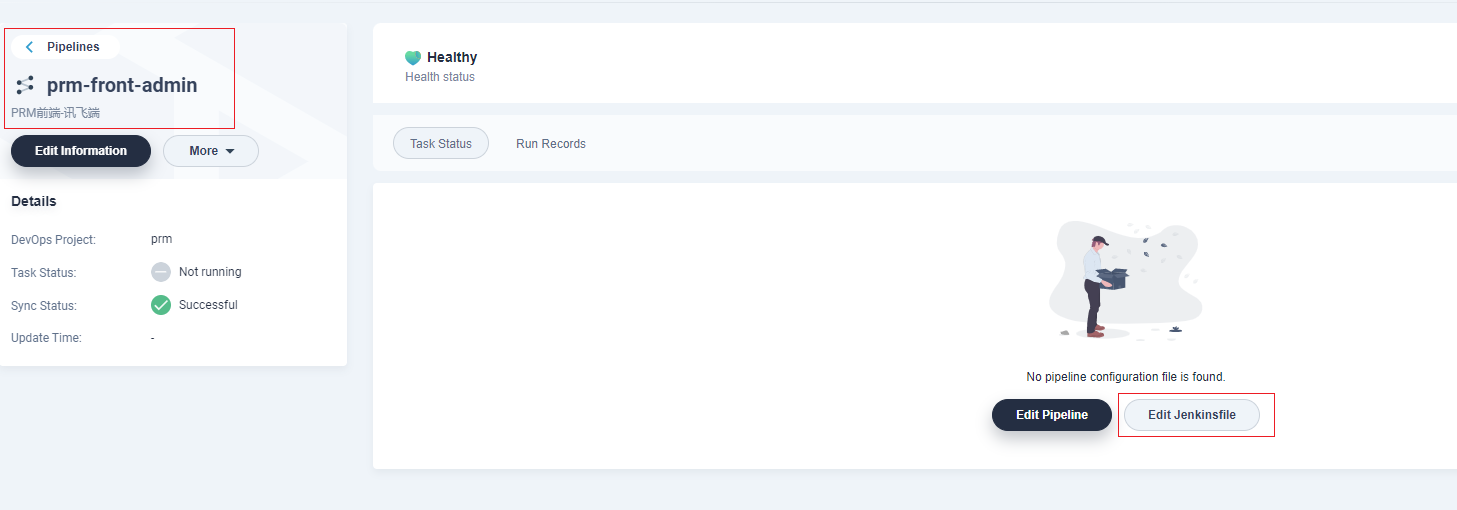 Pipelines
prm-front-admin
PRM前端-讯飞端
Edit Information
More
Details
DevOps Project: prm
Task Status: Not running
Sync Status: Successful
Update Time: -
Healthy
Health status
Task Status Run Records
No pipeline configuration file is found.
Edit Pipeline Edit Jenkinsfile